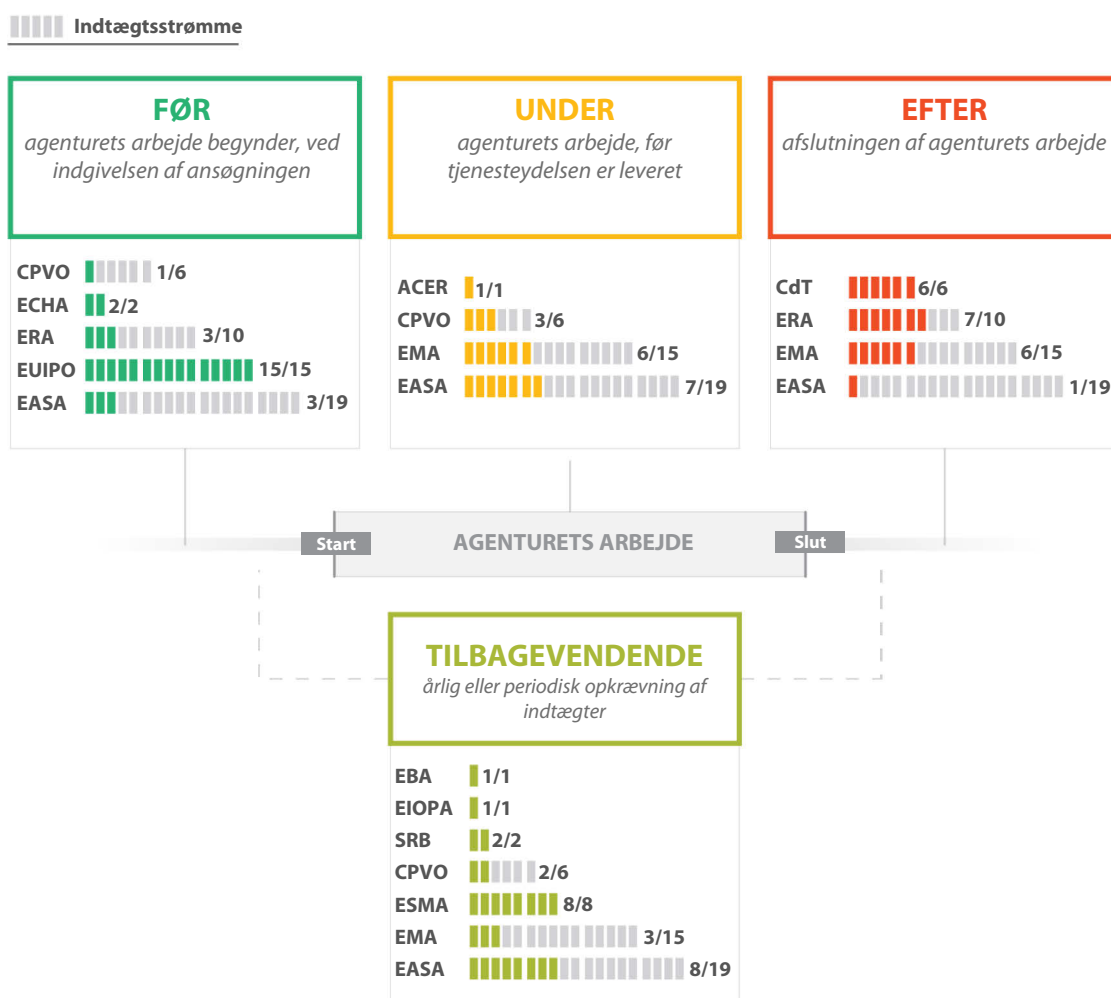 Indtægtsstrømme
FØR
agenturets arbejde begynder, ved
indgivelsen af ansøgningen
CPVO 1/6
ECHA 2/2
ERA 3/10
EUIPO 15/15
EASA 3/19
UNDER
agenturets arbejde, før
tjenesteydelsen er leveret
ACER 1/1
CPVO 3/6
EMA 6/15
EASA 7/19
EFTER
afslutningen af agenturets arbejde
CdT 6/6
ERA 7/10
EMA 6/15
EASA 1/19
Start
AGENTURETS ARBEJDE
Slut
TILBAGEVENDENDE
årlig eller periodisk opkrævning af
indtægter
EBA 1/1
EIOPA 1/1
SRB 2/2
CPVO 2/6
ESMA 8/8
EMA 3/15
EASA 8/19